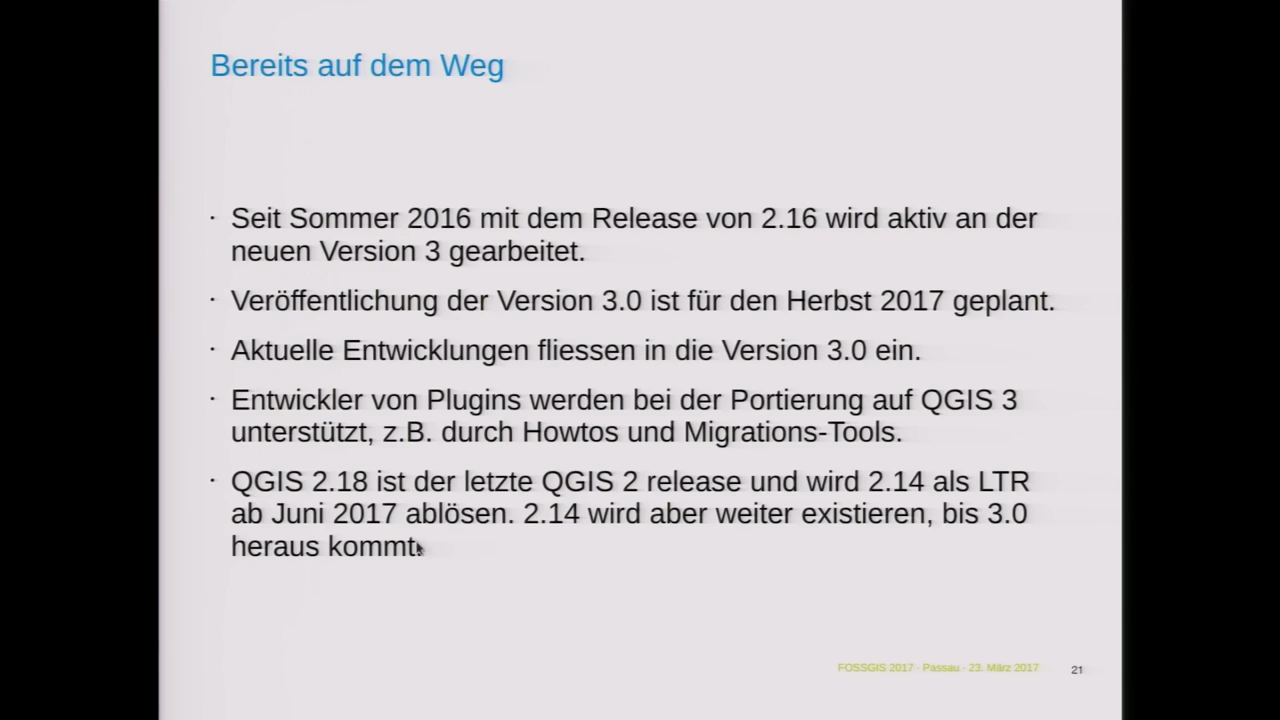 Bereits auf dem Weg
· Seit Sommer 2016 mit dem Release von 2.16 wird aktiv an der
neuen Version 3 gearbeitet.
· Veröffentlichung der Version 3.0 ist für den Herbst 2017 geplant.
· Aktuelle Entwicklungen fliessen in die Version 3.0 ein.
· Entwickler von Plugins werden bei der Portierung auf QGIS 3
unterstützt, z.B. durch Howtos und Migrations-Tools.
· QGIS 2.18 ist der letzte QGIS 2 release und wird 2.14 als LTR
ab Juni 2017 ablösen. 2.14 wird aber weiter existieren, bis 3.0
heraus kommt.
FOSSGIS 2017 - Passau - 23. März 2017 21